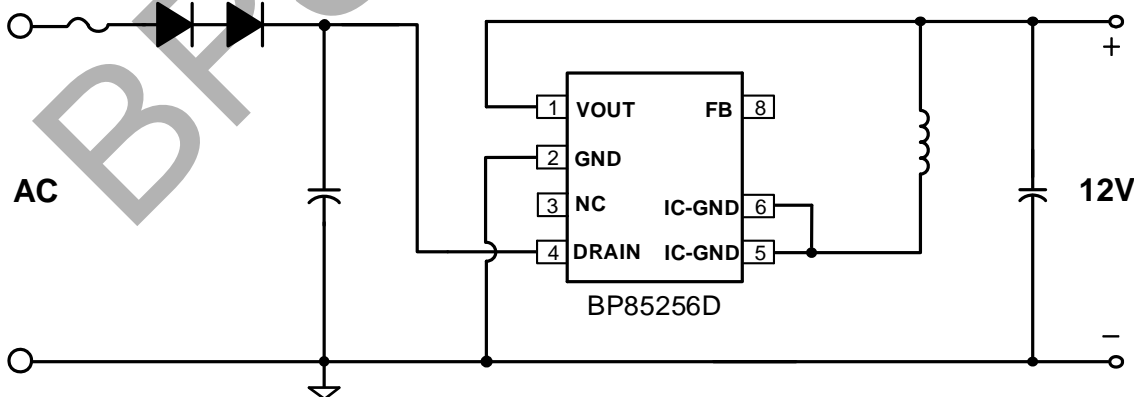 BP
AC
1 VOUT
2 GND
3 NC
4 DRAIN
FB 8
IC-GND 6
IC-GND 5
BP85256D
+
12V
−